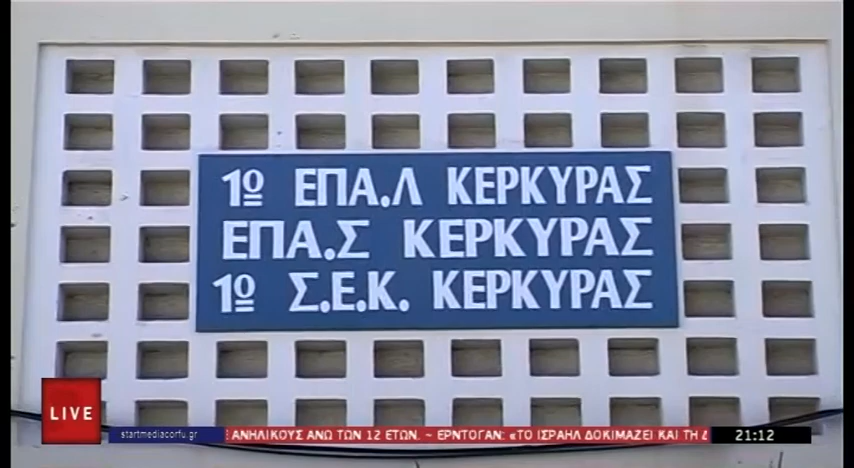 1º ΕΠΑ.Λ ΚΕΡΚΥΡΑΣ
ΕΠΑ.Σ ΚΕΡΚΥΡΑΣ
1º Σ.Ε.Κ. ΚΕΡΚΥΡΑΣ
LIVE
startmediacorfu.gr
ΑΝΗΛΙΚΟΥΣ ΑΝΩ ΤΩΝ 12 ΕΤΩΝ. ~ ΕΡΝΤΟΓΑΝ: «ΤΟ ΙΣΡΑΗΛ ΔΟΚΙΜΑΖΕΙ ΚΑΙ ΤΗ
21:12